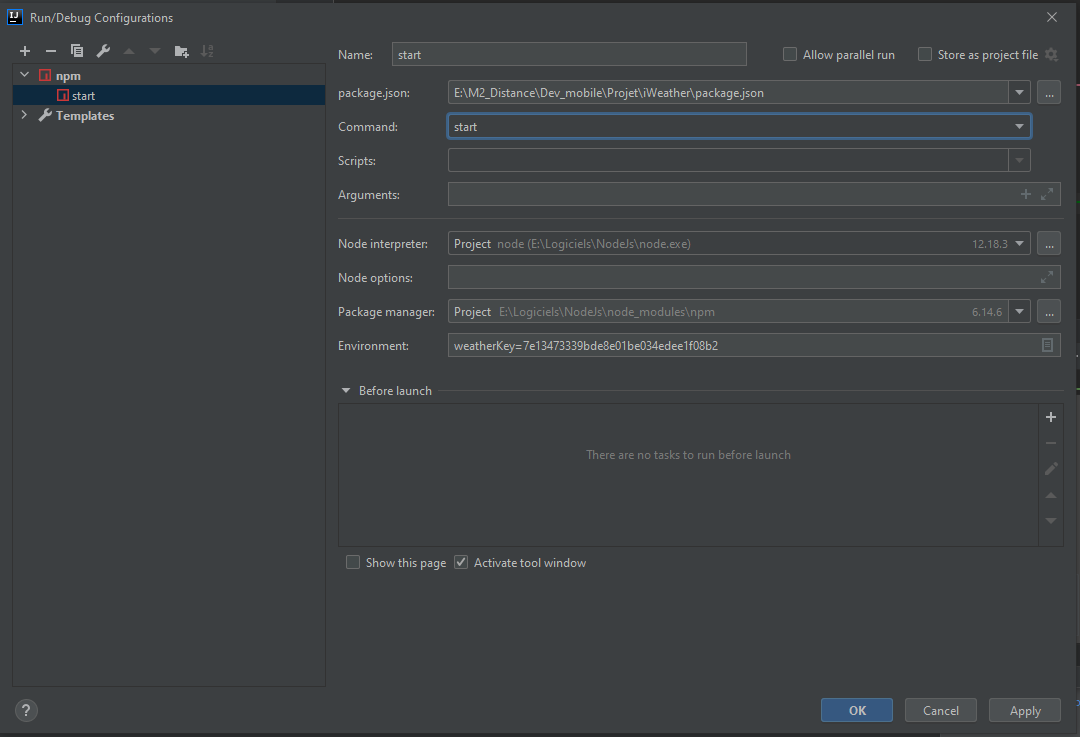 Run/Debug Configurations
npm
start
Templates
Name: start Allow parallel run Store as project file
package.json: E:\M2_Distance\Dev_mobile\Projet\iWeather\package.json ...
Command: start
Scripts:
Arguments:
Node interpreter: Project node (E:\Logiciels\NodeJs\node.exe) 12.18.3 ...
Node options:
Package manager: Project E:\Logiciels\NodeJs\node_modules\npm 6.14.6 ...
Environment: weatherKey=7e13473339bde8e01be034edee1f08b2
Before launch
There are no tasks to run before launch
Show this page Activate tool window
? OK Cancel Apply